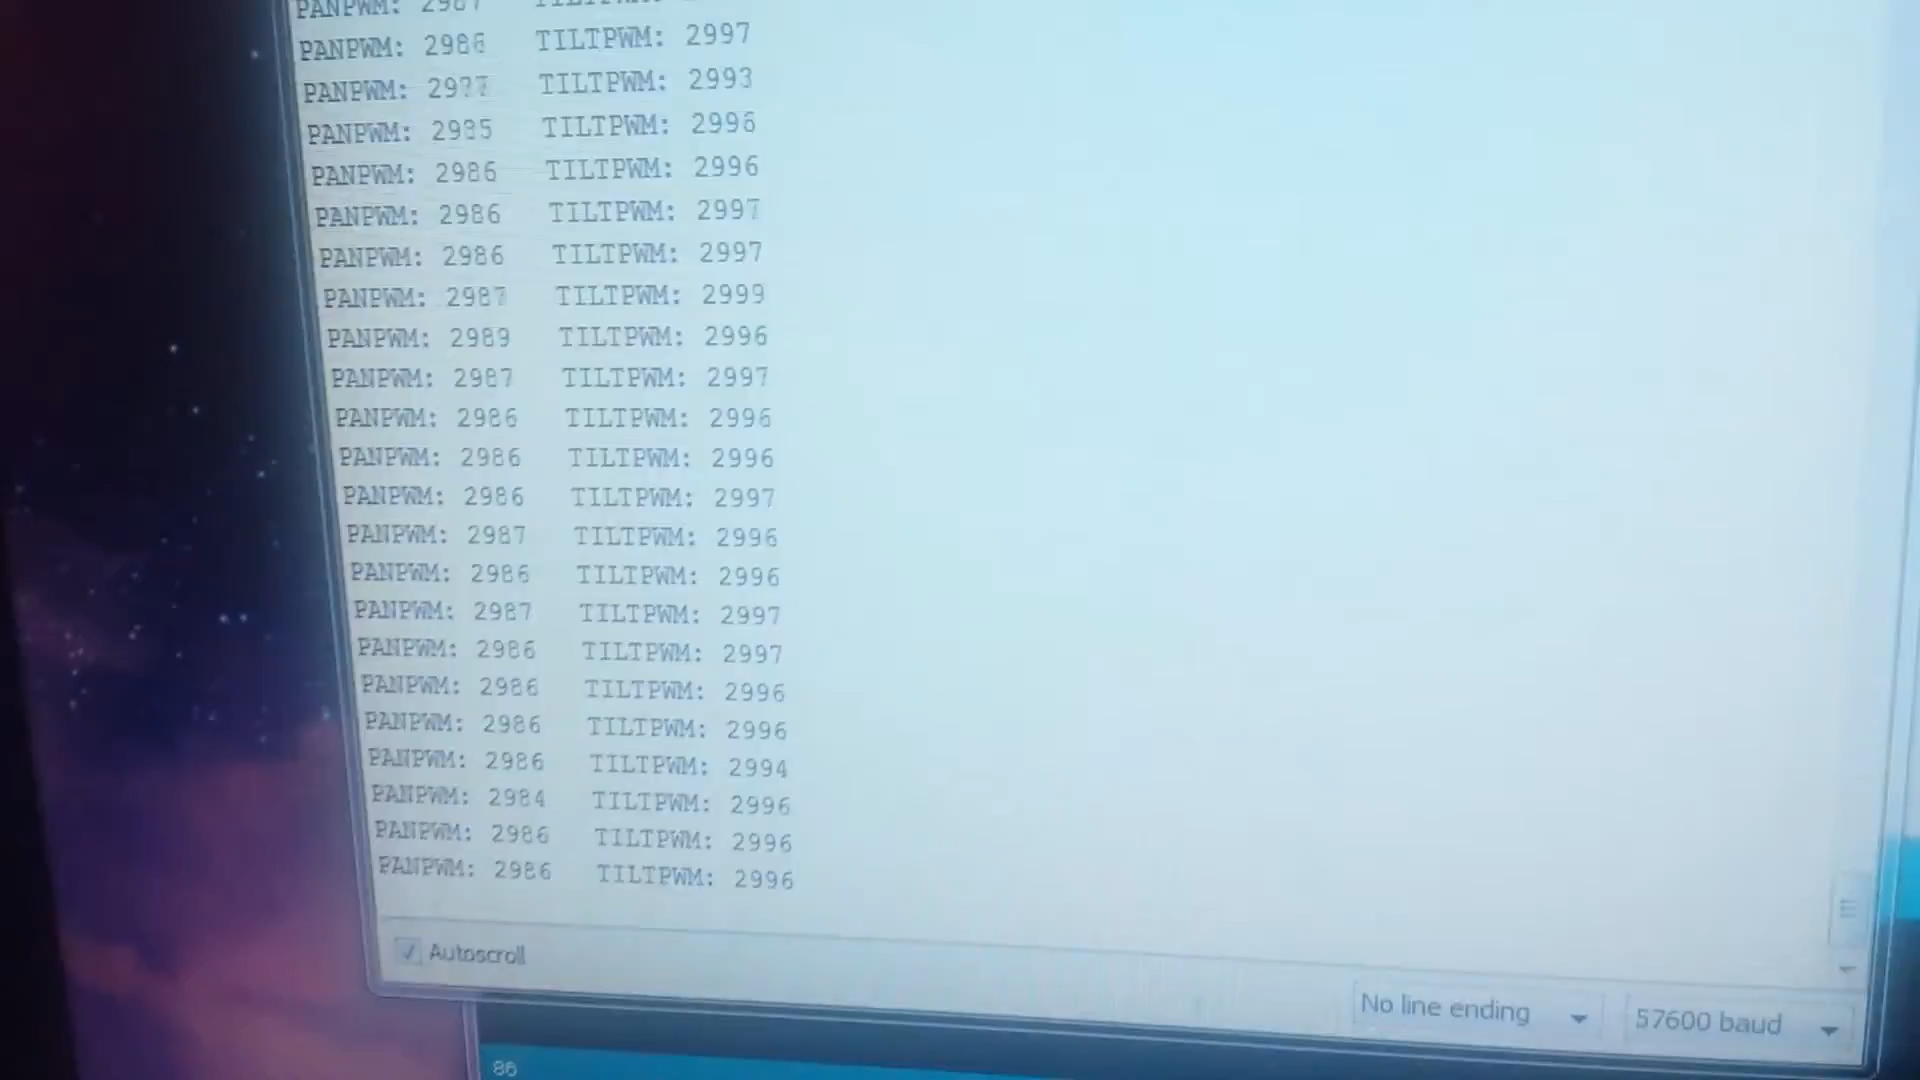 PANPWM: 2987
PANPWM: 2986 TILTPWM: 2997
PANPWM: 2977 TILTPWM: 2993
PANPWM: 2985 TILTPWM: 2996
PANPWM: 2986 TILTPWM: 2996
PANPWM: 2986 TILTPWM: 2997
PANPWM: 2986 TILTPWM: 2997
PANPWM: 2987 TILTPWM: 2999
PANPWM: 2989 TILTPWM: 2996
PANPWM: 2987 TILTPWM: 2997
PANPWM: 2986 TILTPWM: 2996
PANPWM: 2986 TILTPWM: 2996
PANPWM: 2986 TILTPWM: 2997
PANPWM: 2987 TILTPWM: 2996
PANPWM: 2986 TILTPWM: 2996
PANPWM: 2987 TILTPWM: 2997
PANPWM: 2986 TILTPWM: 2997
PANPWM: 2986 TILTPWM: 2996
PANPWM: 2986 TILTPWM: 2996
PANPWM: 2986 TILTPWM: 2994
PANPWM: 2984 TILTPWM: 2996
PANPWM: 2986 TILTPWM: 2996
PANPWM: 2986 TILTPWM: 2996
Autoscroll
No line ending
57600 baud
86